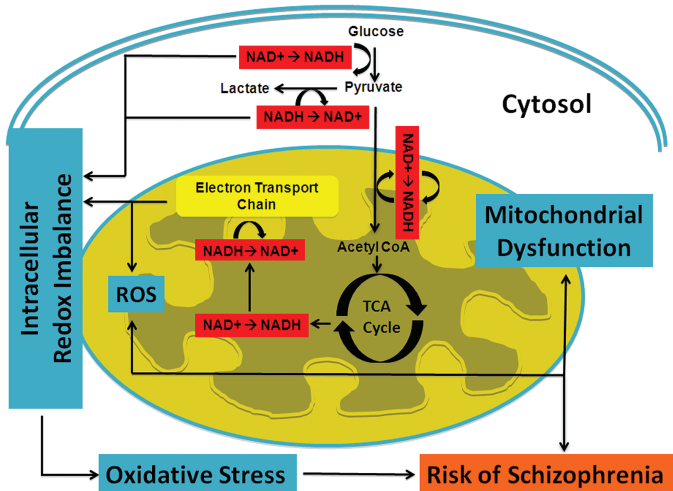 Glucose
NAD+ → NADH
Lactate
Pyruvate
NADH → NAD+
Cytosol
NAD+ → NADH
Intracellular
Redox Imbalance
Electron Transport
Chain
Mitochondrial
Dysfunction
NADH → NAD+
Acetyl CoA
ROS
TCA
Cycle
NAD+ → NADH
Oxidative Stress
Risk of Schizophrenia